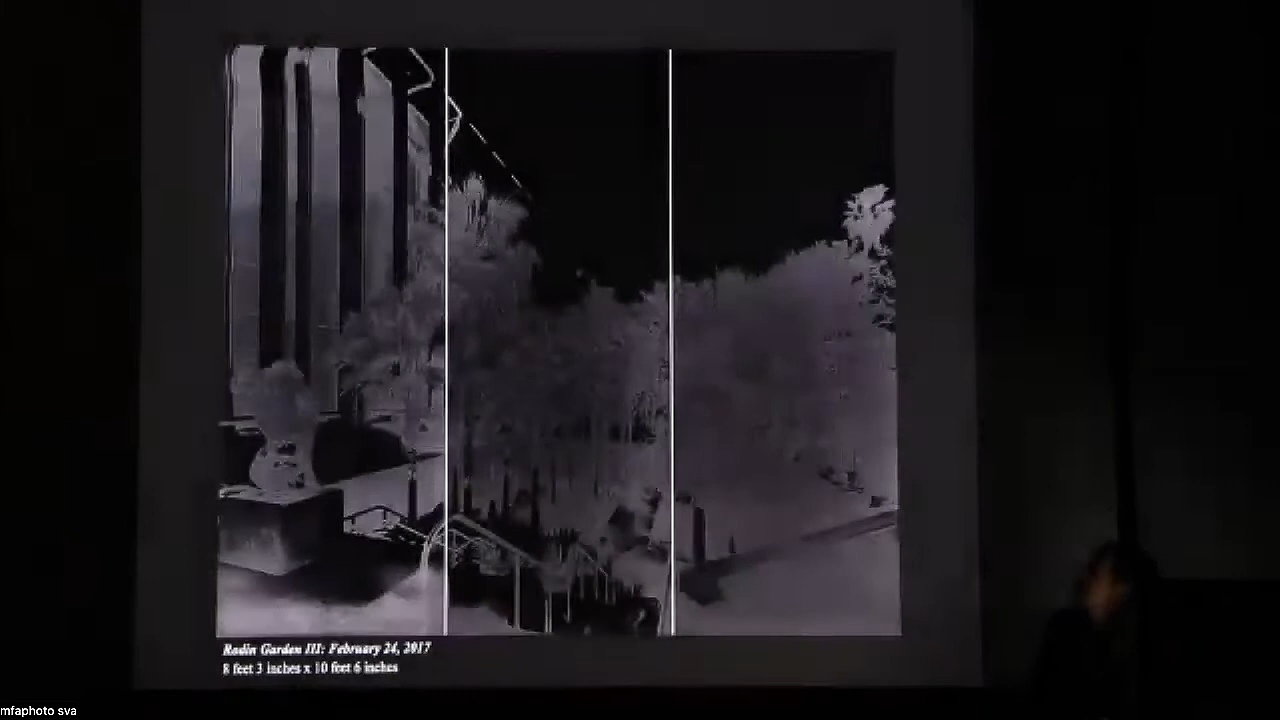 Rodin Garden III: February 24, 2017
8 feet 3 inches x 10 feet 6 inches
mfaphoto sva